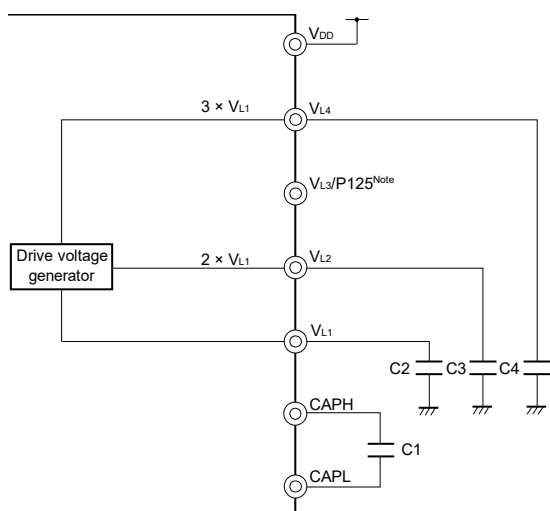 VDD
3 × VL1
VL4
VL3/P125Note
Drive voltage
generator
2 × VL1
VL2
VL1
C2
C3
C4
CAPH
C1
CAPL